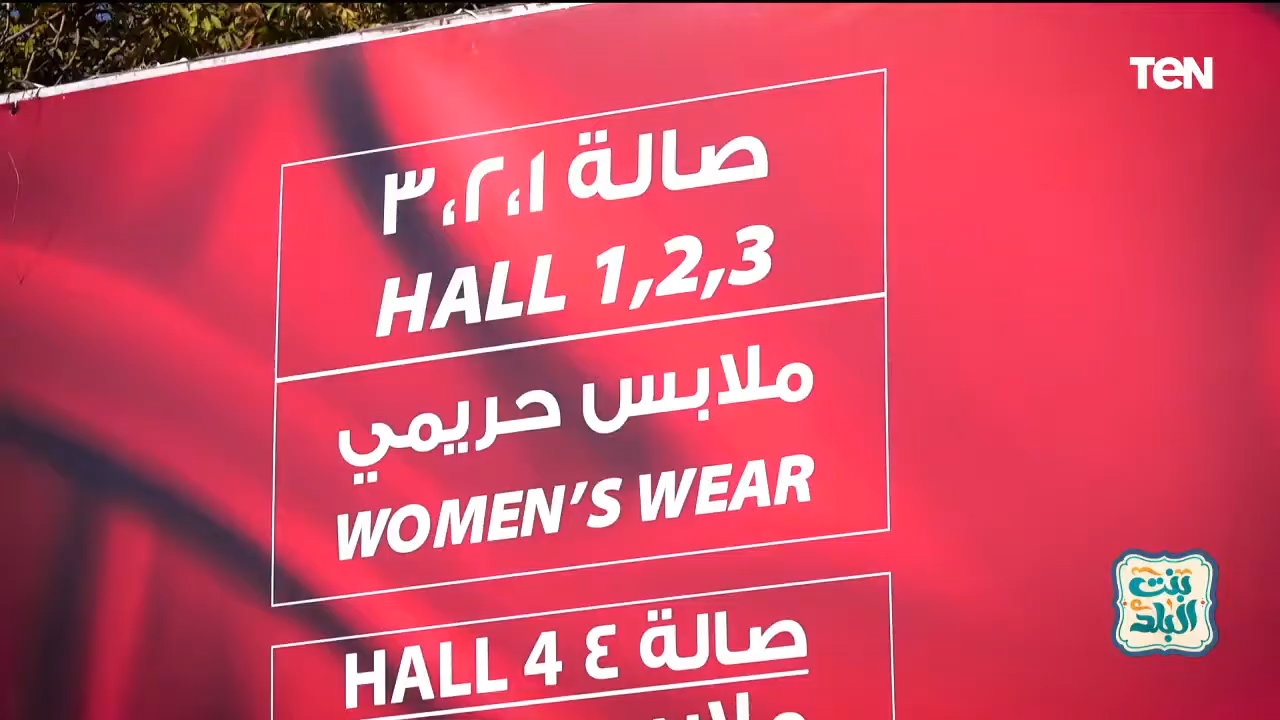 TEN
صالة ١،٢،٣
HALL 1,2,3
ملابس حريمي
WOMEN'S WEAR
HALL 4 صالة ٤
بنت
البلد